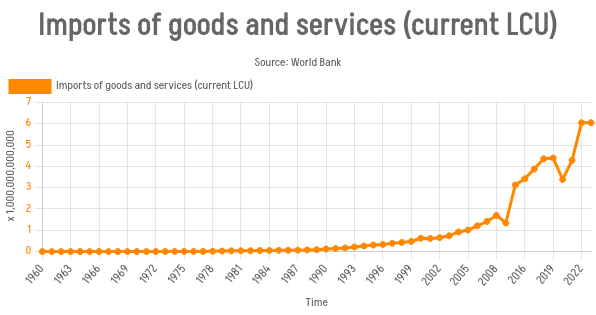 Imports of goods and services (current LCU)
Source: World Bank
Imports of goods and services (current LCU)
x 1,000,000,000,000
7
6
5
4
3
2
1
0
1960 1963 1966 1969 1972 1975 1978 1981 1984 1987 1990 1993 1996 1999 2002 2005 2008 2016 2019 2022
Time